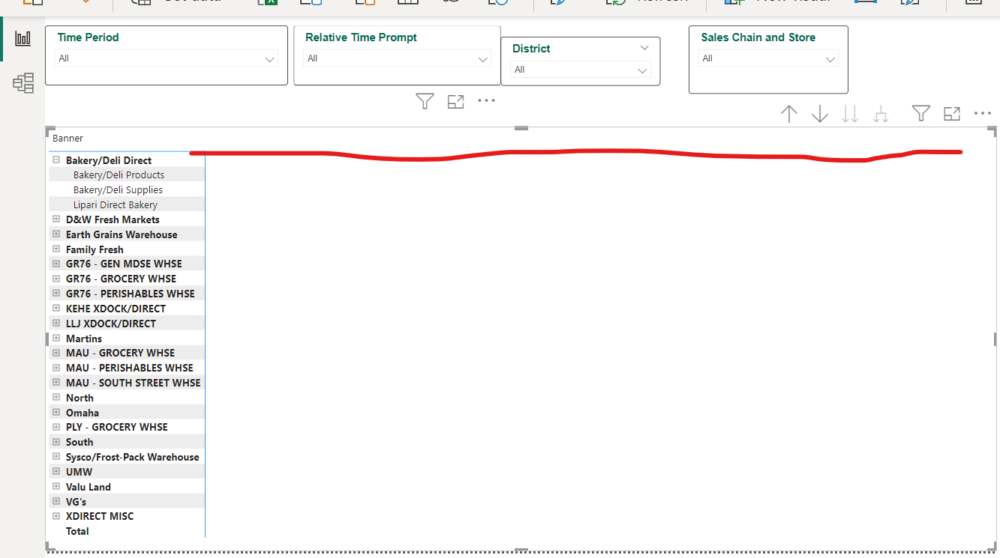 Time Period
All
Relative Time Prompt
All
District
All
Sales Chain and Store
All
Banner
Bakery/Deli Direct
Bakery/Deli Products
Bakery/Deli Supplies
Lipari Direct Bakery
D&W Fresh Markets
Earth Grains Warehouse
Family Fresh
GR76 - GEN MDSE WHSE
GR76 - GROCERY WHSE
GR76 - PERISHABLES WHSE
KEHE XDOCK/DIRECT
LLJ XDOCK/DIRECT
Martins
MAU - GROCERY WHSE
MAU - PERISHABLES WHSE
MAU - SOUTH STREET WHSE
North
Omaha
PLY - GROCERY WHSE
South
Sysco/Frost-Pack Warehouse
UMW
Valu Land
VG's
XDIRECT MISC
Total